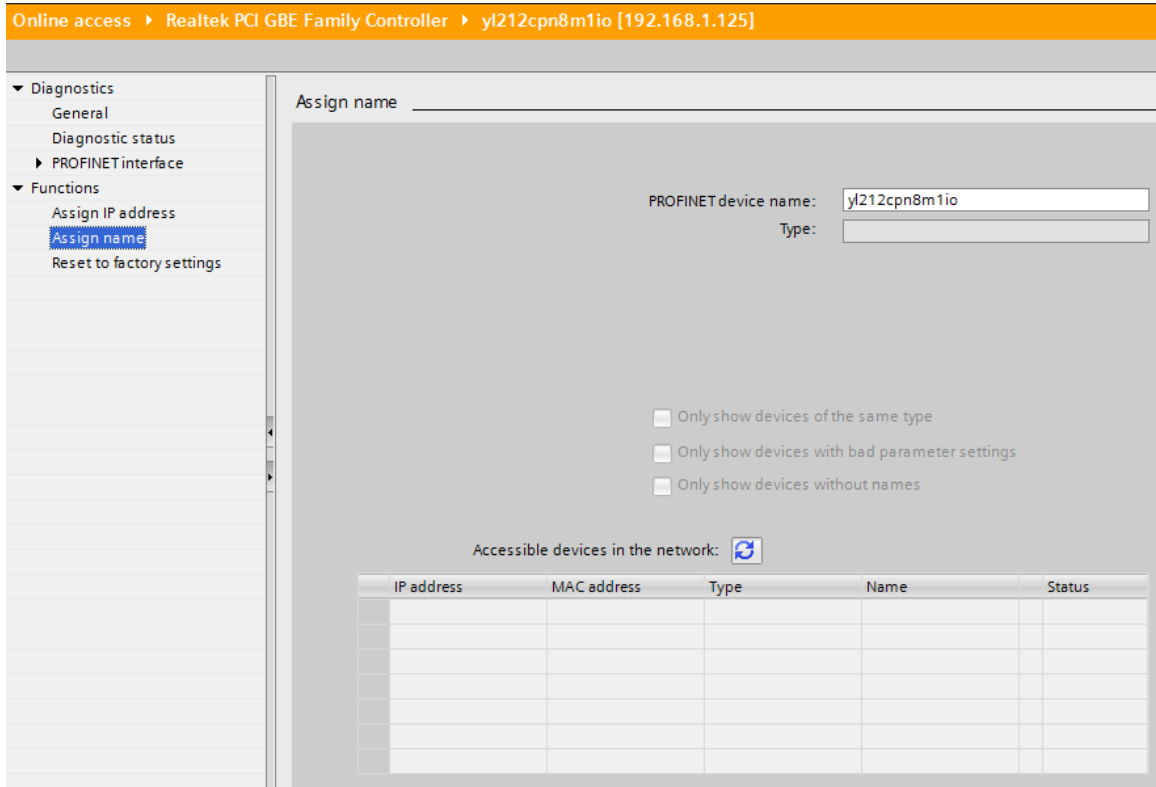 Online access ▸ Realtek PCI GBE Family Controller ▸ yl212cpn8m1io [192.168.1.125]
Diagnostics
General
Diagnostic status
PROFINET interface
Functions
Assign IP address
Assign name
Reset to factory settings
Assign name
PROFINET device name: yl212cpn8m1io
Type:
Only show devices of the same type
Only show devices with bad parameter settings
Only show devices without names
Accessible devices in the network:
IP address MAC address Type Name Status